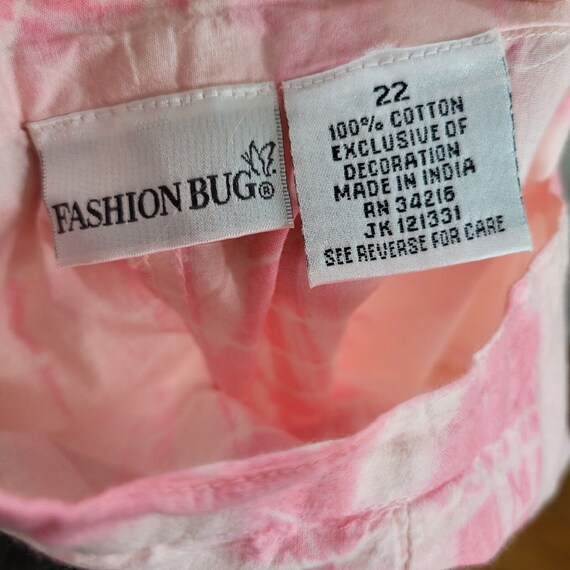 FASHION BUG®
22
100% COTTON
EXCLUSIVE OF
DECORATION
MADE IN INDIA
RN 34216
JK 121331
SEE REVERSE FOR CARE